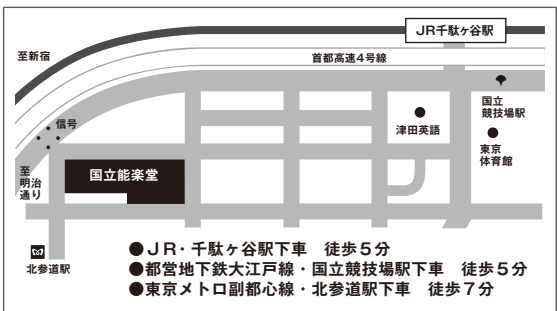 JR千駄ヶ谷駅
至新宿
首都高速4号線
国立
競技場駅
信号
津田英語
東京
体育館
国立能楽堂
至
明治
通り
北参道駅
●JR・千駄ヶ谷駅下車　徒歩5分
●都営地下鉄大江戸線・国立競技場駅下車　徒歩5分
●東京メトロ副都心線・北参道駅下車　徒歩7分